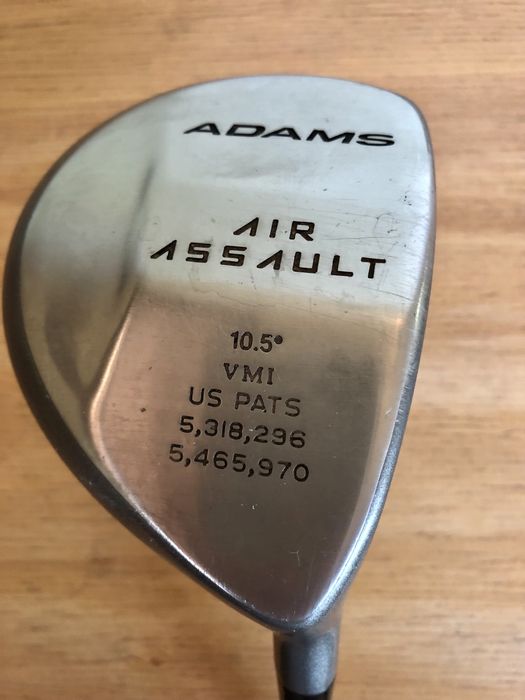 ADAMS
AIR
ASSAULT
10.5°
VMI
US PATS
5,318,296
5,465,970